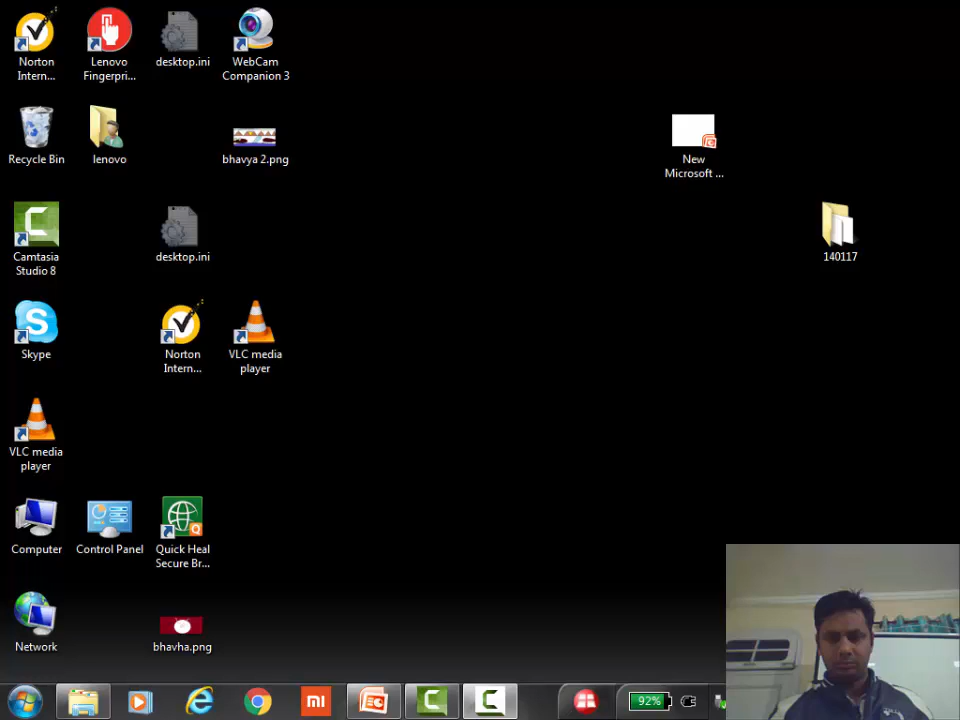 Norton
Intern...
Lenovo
Fingerpri...
desktop.ini
WebCam
Companion 3
Recycle Bin
lenovo
bhavya 2.png
New
Microsoft ...
Camtasia
Studio 8
desktop.ini
140117
Skype
Norton
Intern...
VLC media
player
VLC media
player
Computer
Control Panel
Quick Heal
Secure Br...
Network
bhavha.png
mi
92%